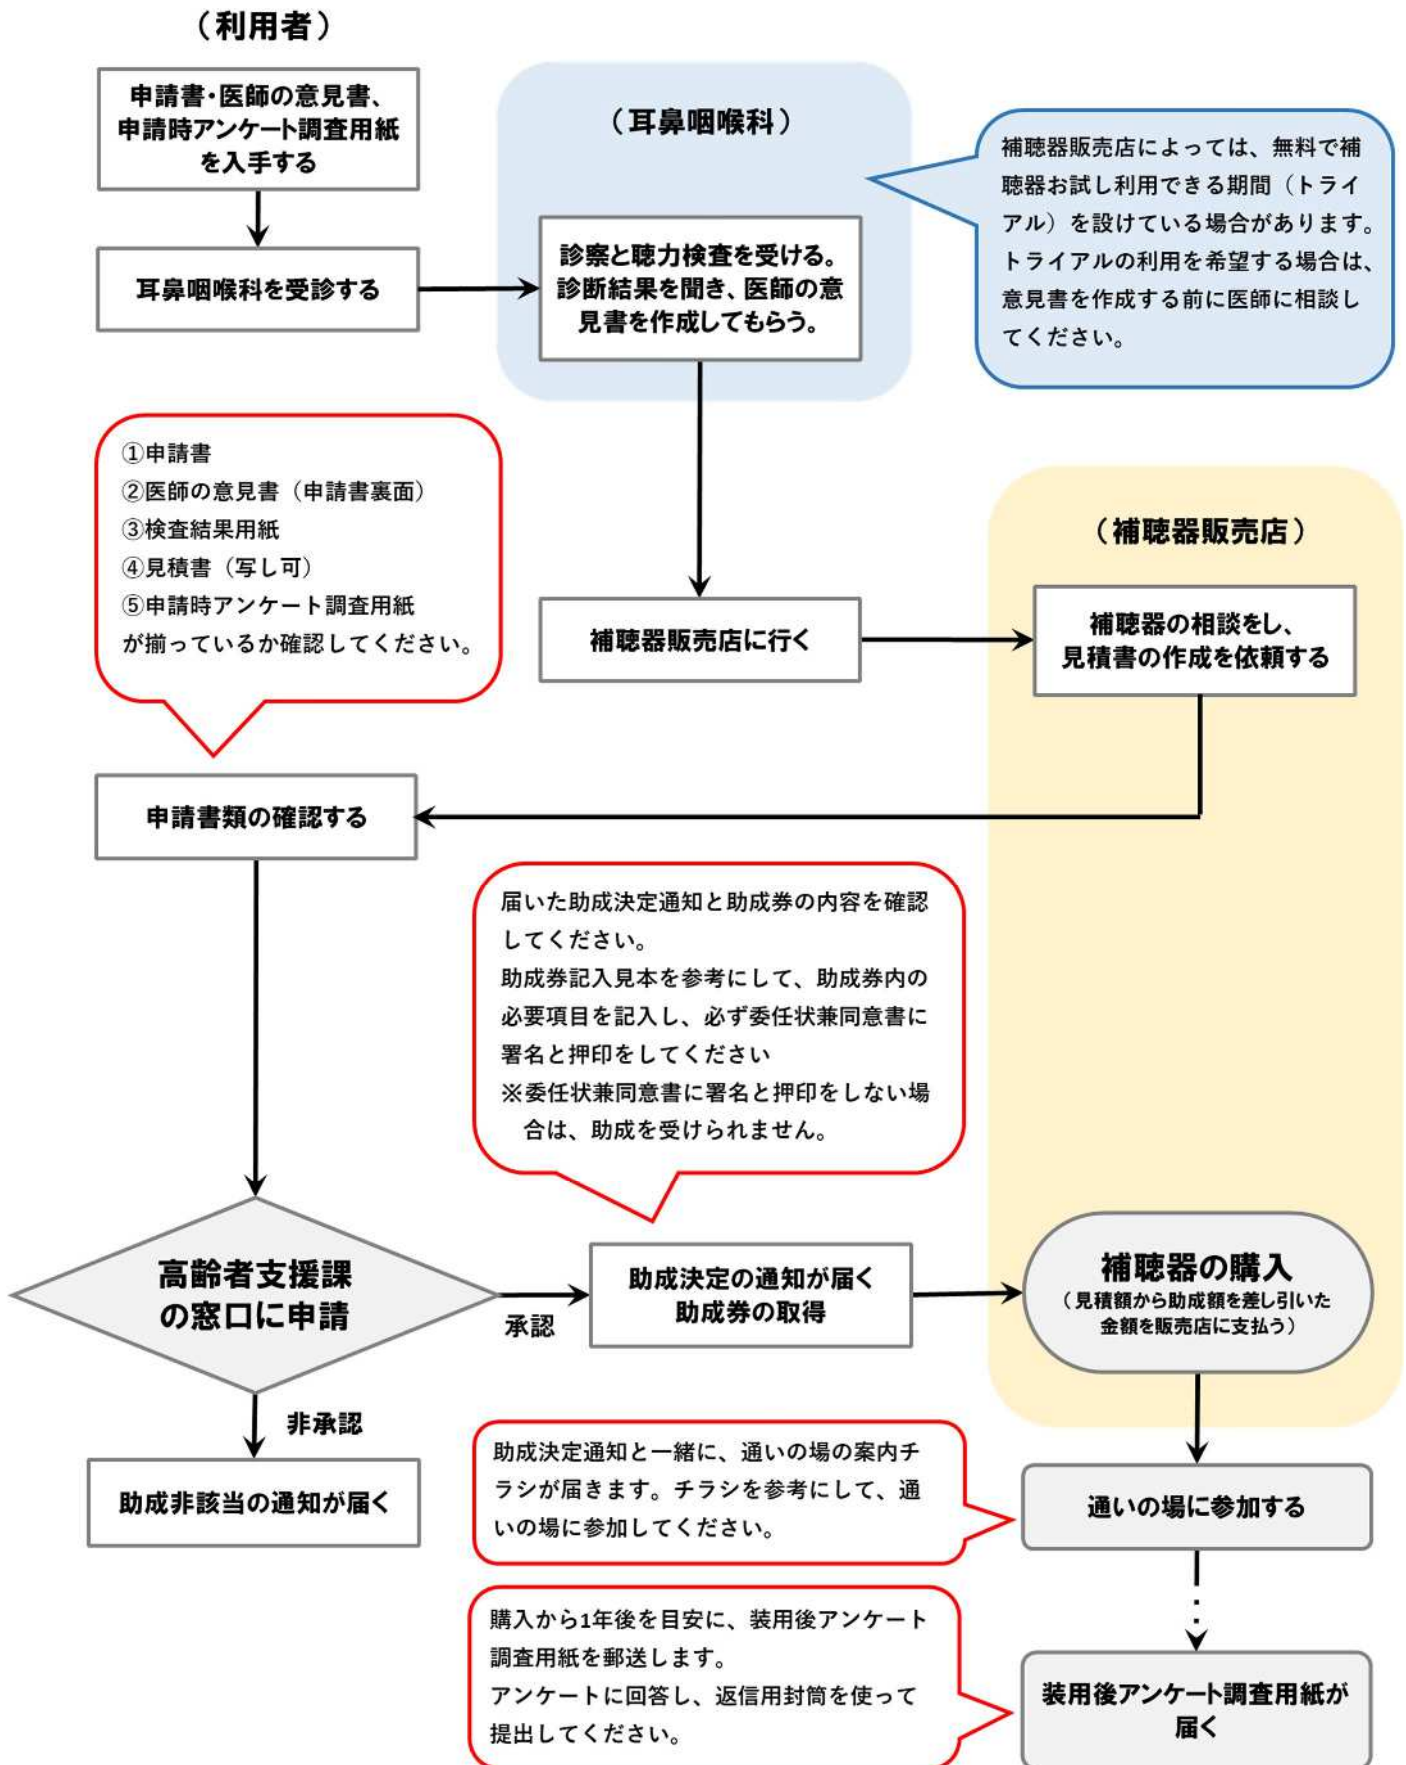 （利用者）
申請書・医師の意見書、
申請時アンケート調査用紙
を入手する
耳鼻咽喉科を受診する
（耳鼻咽喉科）
診察と聴力検査を受ける。
診断結果を聞き、医師の意
見書を作成してもらう。
補聴器販売店によっては、無料で補
聴器お試し利用できる期間（トライ
アル）を設けている場合があります。
トライアルの利用を希望する場合は、
意見書を作成する前に医師に相談し
てください。
補聴器販売店に行く
（補聴器販売店）
補聴器の相談をし、
見積書の作成を依頼する
①申請書
②医師の意見書（申請書裏面）
③検査結果用紙
④見積書（写し可）
⑤申請時アンケート調査用紙
が揃っているか確認してください。
申請書類の確認する
高齢者支援課
の窓口に申請
承認
非承認
助成非該当の通知が届く
届いた助成決定通知と助成券の内容を確認
してください。
助成券記入見本を参考にして、助成券内の
必要項目を記入し、必ず委任状兼同意書に
署名と押印をしてください
※委任状兼同意書に署名と押印をしない場
合は、助成を受けられません。
助成決定の通知が届く
助成券の取得
補聴器の購入
（見積額から助成額を差し引いた
金額を販売店に支払う）
助成決定通知と一緒に、通いの場の案内チ
ラシが届きます。チラシを参考にして、通
いの場に参加してください。
通いの場に参加する
購入から1年後を目安に、装用後アンケート
調査用紙を郵送します。
アンケートに回答し、返信用封筒を使って
提出してください。
装用後アンケート調査用紙が
届く